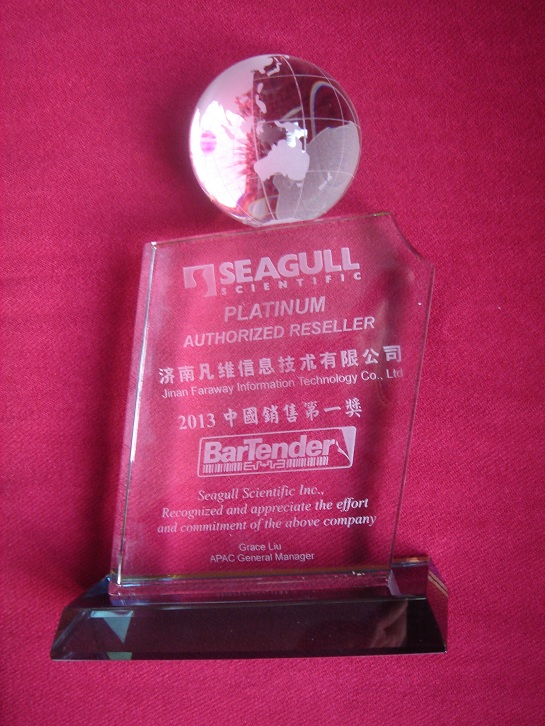 SEAGULL
SCIENTIFIC
PLATINUM
AUTHORIZED RESELLER
济南凡维信息技术有限公司
Jinan Faraway Information Technology Co., Ltd
2013 中國銷售第一獎
BarTender
Seagull Scientific Inc.,
Recognized and appreciate the effort
and commitment of the above company
Grace Liu
APAC General Manager